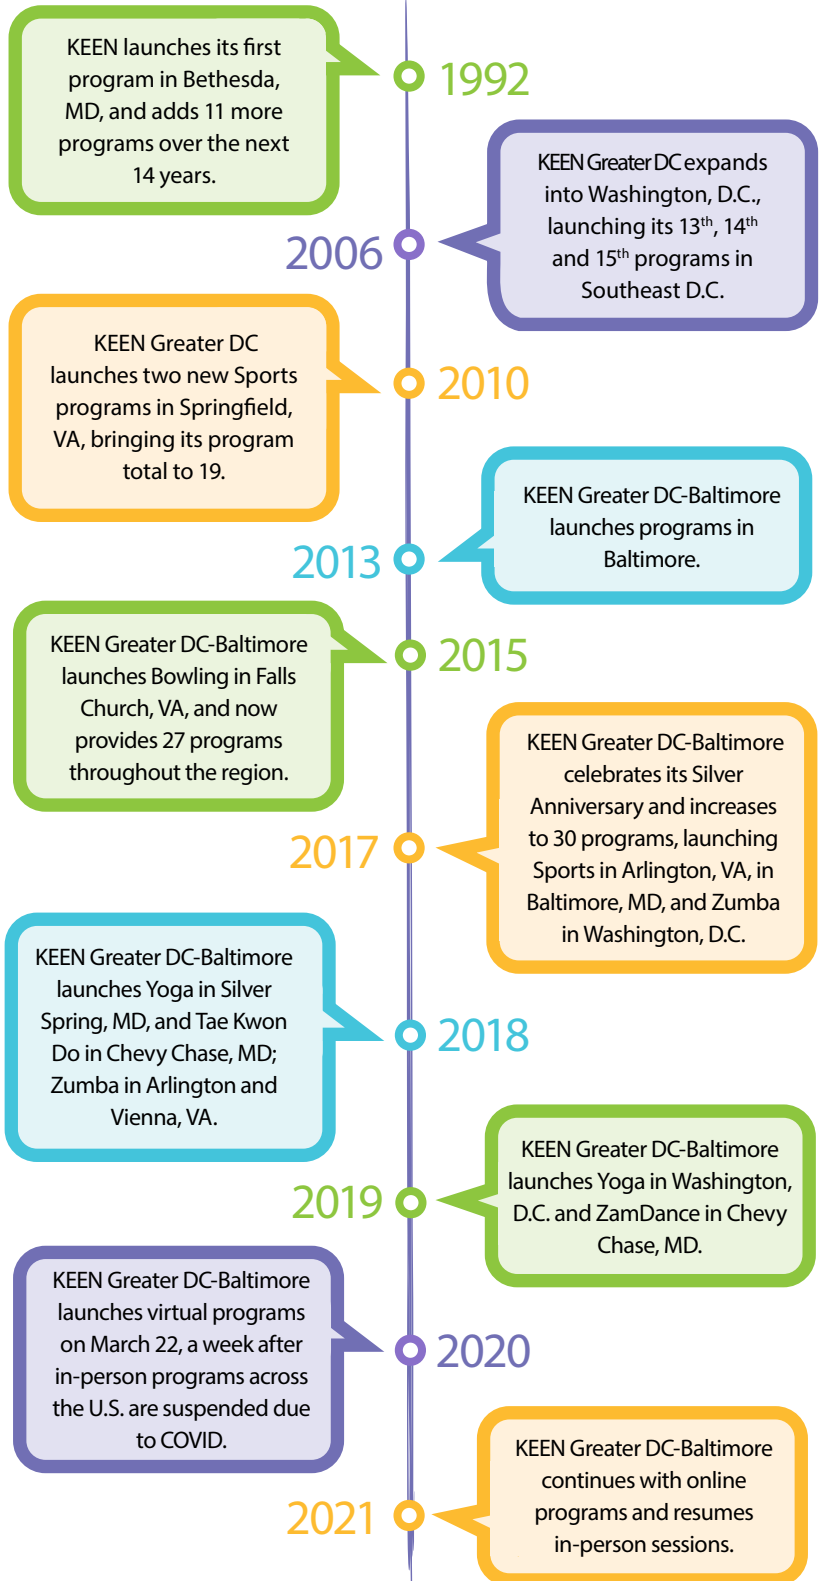 KEEN launches its first
program in Bethesda,
MD, and adds 11 more
programs over the next
14 years.
1992
KEEN Greater DC expands
into Washington, D.C.,
launching its 13th, 14th
and 15th programs in
Southeast D.C.
2006
KEEN Greater DC
launches two new Sports
programs in Springfield,
VA, bringing its program
total to 19.
2010
KEEN Greater DC-Baltimore
launches programs in
Baltimore.
2013
KEEN Greater DC-Baltimore
launches Bowling in Falls
Church, VA, and now
provides 27 programs
throughout the region.
2015
KEEN Greater DC-Baltimore
celebrates its Silver
Anniversary and increases
to 30 programs, launching
Sports in Arlington, VA, in
Baltimore, MD, and Zumba
in Washington, D.C.
2017
KEEN Greater DC-Baltimore
launches Yoga in Silver
Spring, MD, and Tae Kwon
Do in Chevy Chase, MD;
Zumba in Arlington and
Vienna, VA.
2018
KEEN Greater DC-Baltimore
launches Yoga in Washington,
D.C. and ZamDance in Chevy
Chase, MD.
2019
KEEN Greater DC-Baltimore
launches virtual programs
on March 22, a week after
in-person programs across
the U.S. are suspended due
to COVID.
2020
KEEN Greater DC-Baltimore
continues with online
programs and resumes
in-person sessions.
2021